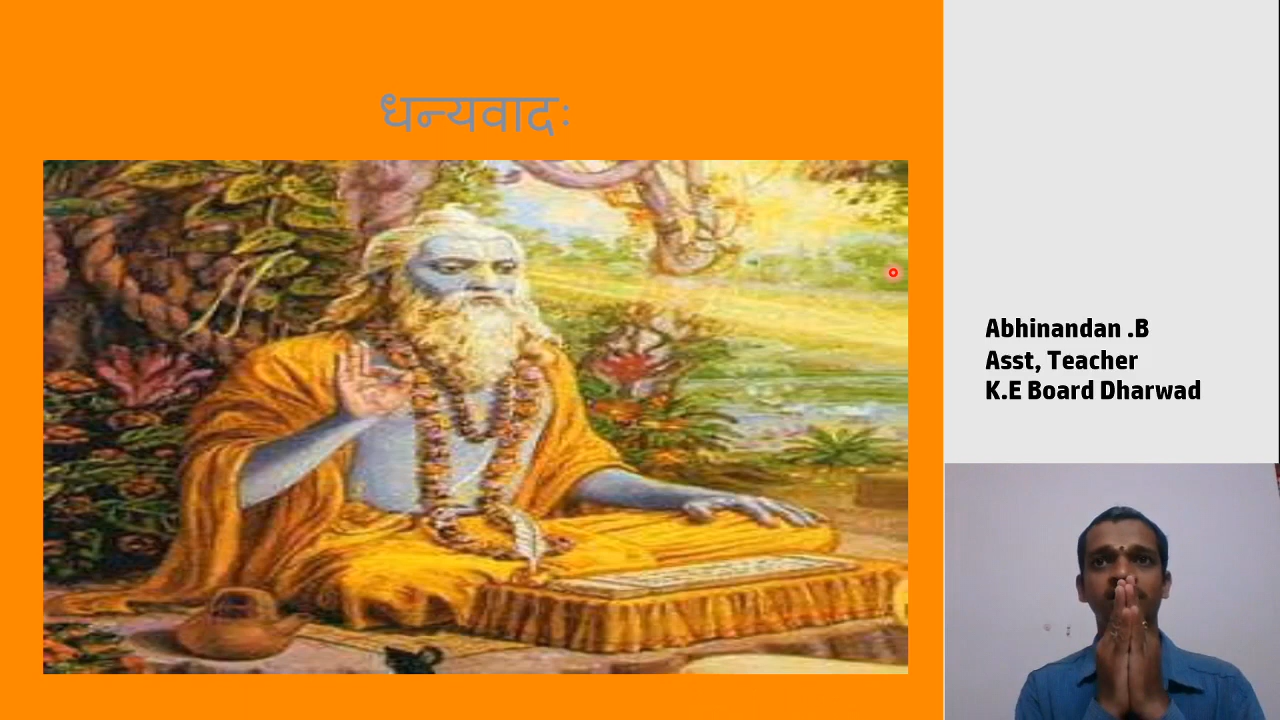 धन्यवादः
Abhinandan .B
Asst, Teacher
K.E Board Dharwad